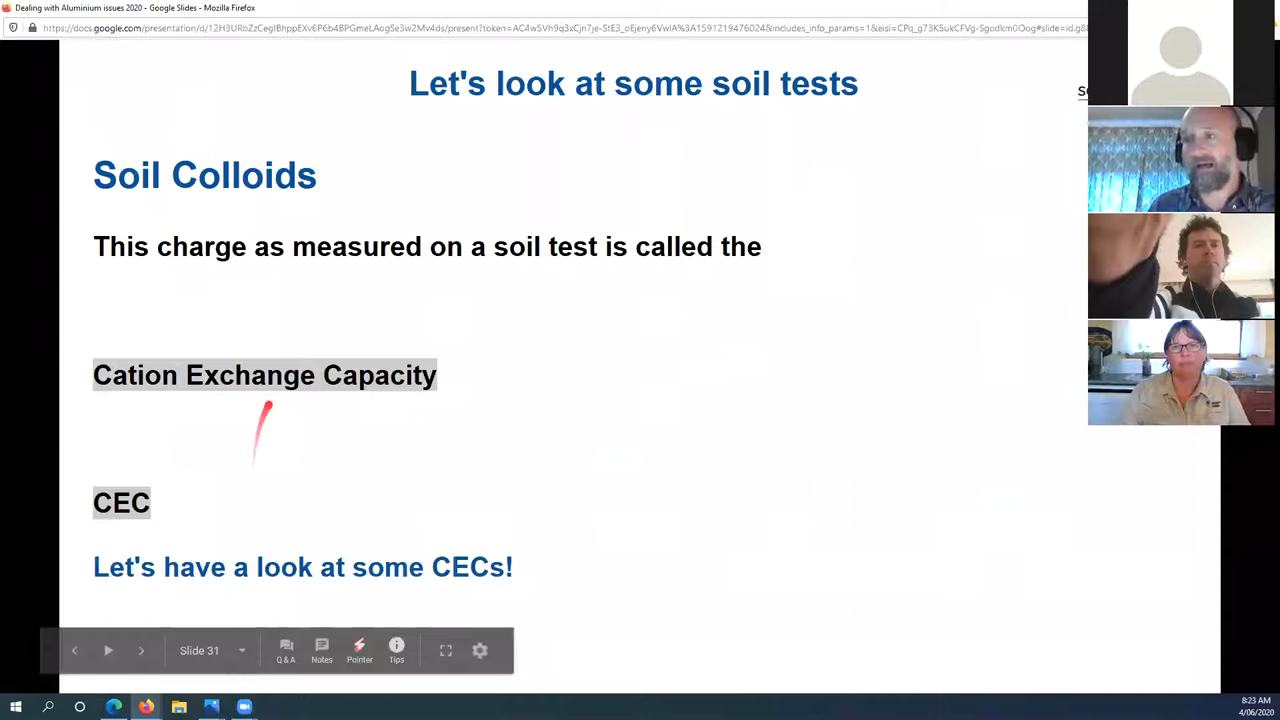 Dealing with Aluminium issues 2020 - Google Slides - Mozilla Firefox
Let's look at some soil tests
Soil Colloids
This charge as measured on a soil test is called the
Cation Exchange Capacity
CEC
Let's have a look at some CECs!
Slide 31
Q & A
Notes
Pointer
Tips
8:23 AM
4/06/2020